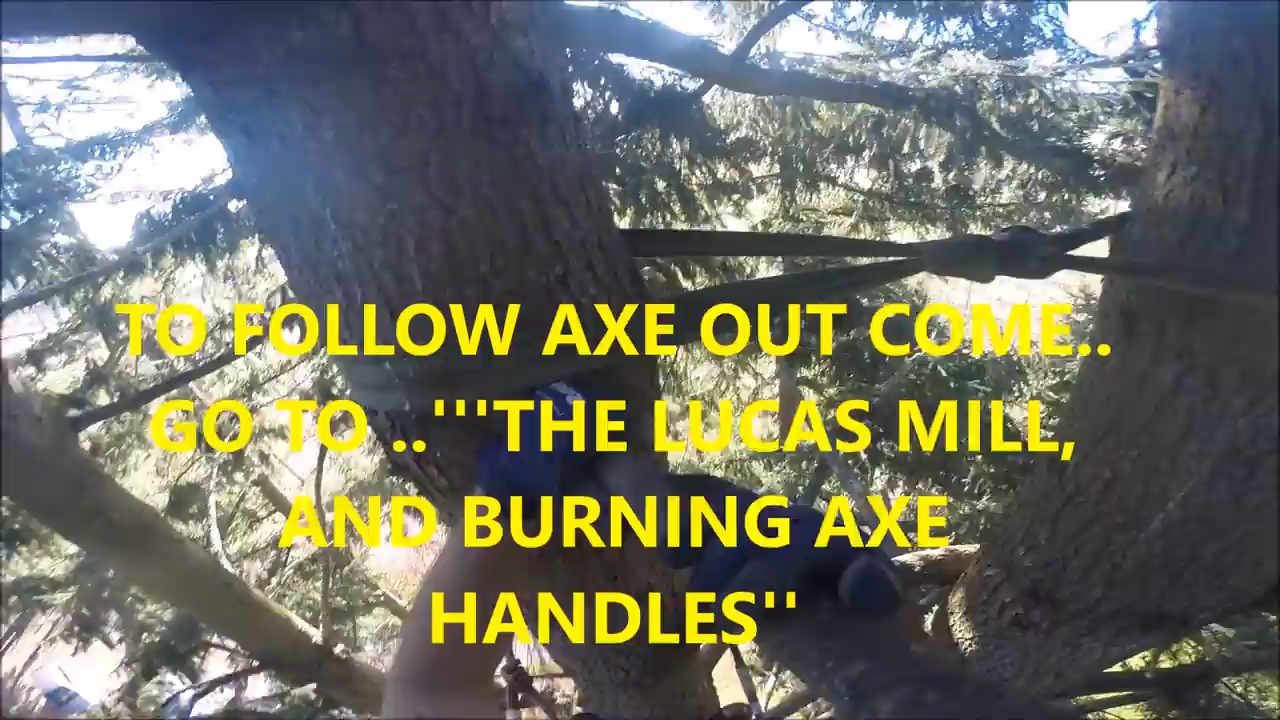 TO FOLLOW AXE OUT COME..
GO TO ..'''THE LUCAS MILL,
AND BURNING AXE
HANDLES''